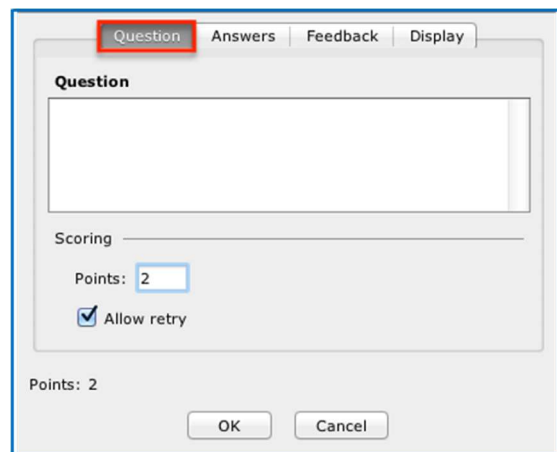 Question Answers Feedback Display
Question
Scoring
Points: 2
Allow retry
Points: 2
OK Cancel